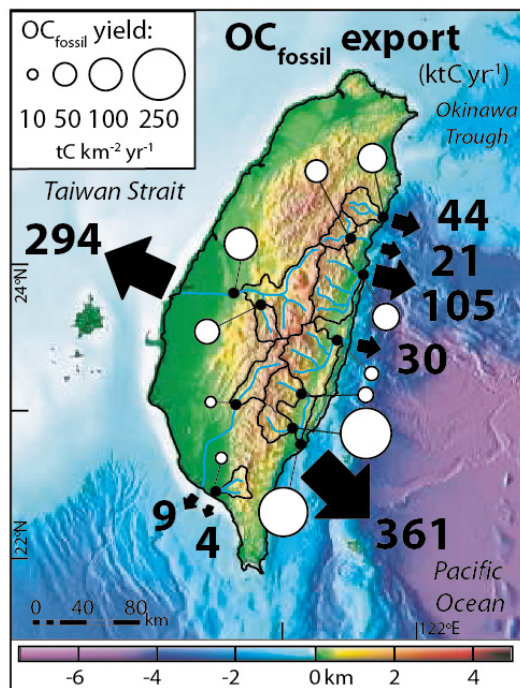 OCfossil yield:
10 50 100 250
tC km-2 yr-1
OCfossil export
(ktC yr-1)
Okinawa
Trough
Taiwan Strait
294
44
21
105
30
24°N
9
4
361
22°N
Pacific
Ocean
0 40 80
km
122°E
-6 -4 -2 0 km 2 4